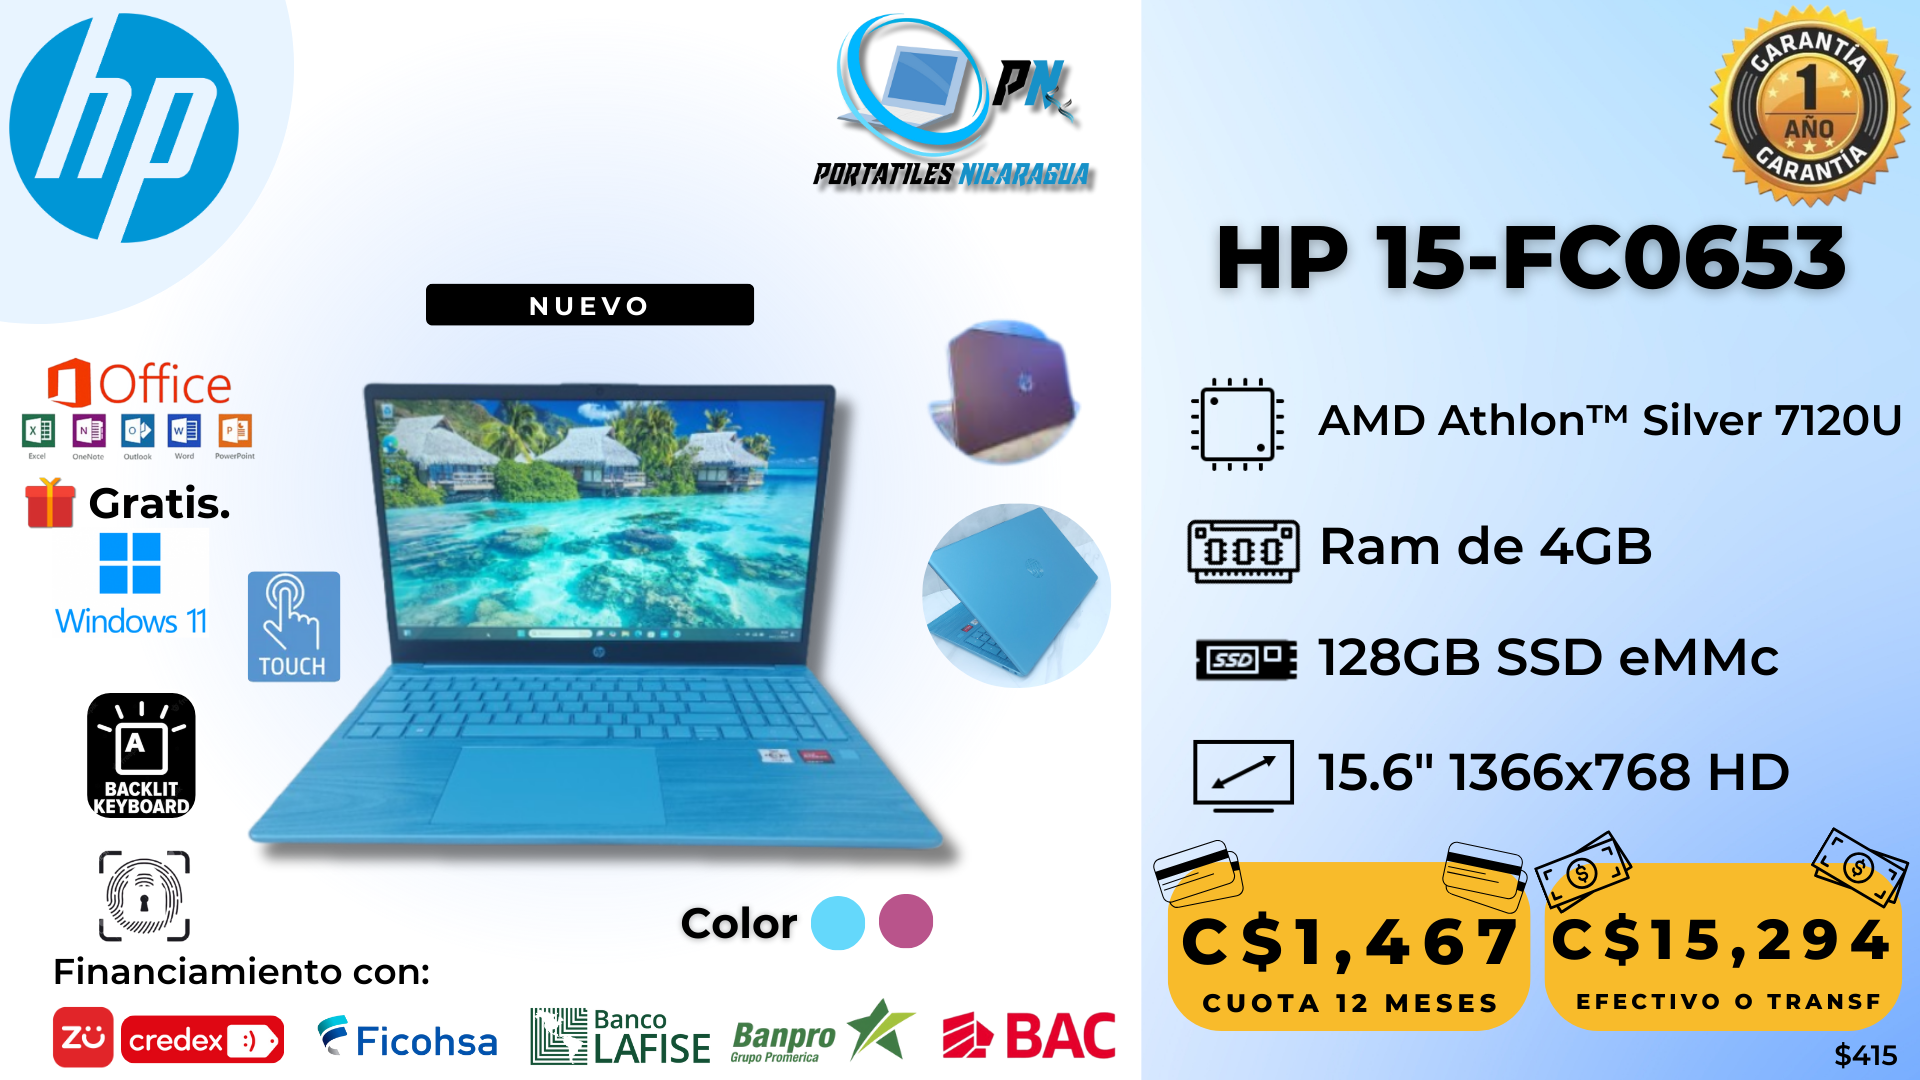 hp
PN
PORTATILES NICARAGUA
GARANTÍA
1
AÑO
GARANTÍA
HP 15-FC0653
NUEVO
Office
Excel
OneNote
Outlook
Word
PowerPoint
Gratis.
Windows 11
TOUCH
A
BACKLIT
KEYBOARD
AMD Athlon™ Silver 7120U
Ram de 4GB
SSD
128GB SSD eMMc
15.6" 1366x768 HD
Color
C$1,467
CUOTA 12 MESES
C$15,294
EFECTIVO O TRANSF
$415
Financiamiento con:
zū
credex :)
Ficohsa
Banco
LAFISE
Banpro
Grupo Promerica
BAC